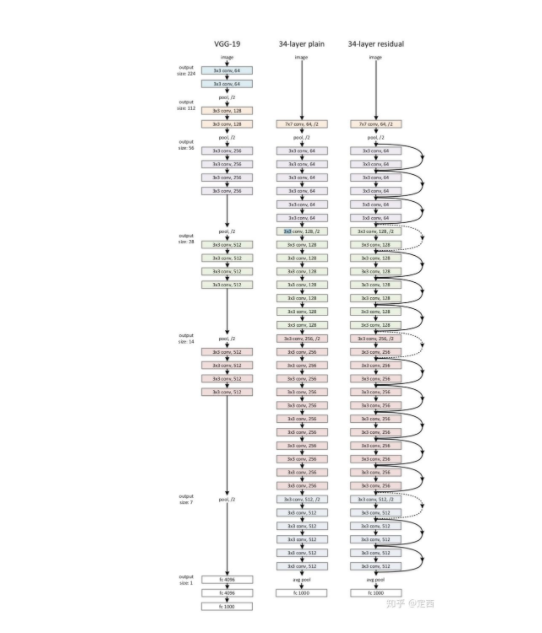 VGG-19
34-layer plain
34-layer residual
output
size: 224
output
size: 112
output
size: 56
output
size: 28
output
size: 14
output
size: 7
output
size: 1
image
3x3 conv, 64
3x3 conv, 64
pool, /2
3x3 conv, 128
3x3 conv, 128
pool, /2
3x3 conv, 256
3x3 conv, 256
3x3 conv, 256
3x3 conv, 256
pool, /2
3x3 conv, 512
3x3 conv, 512
3x3 conv, 512
3x3 conv, 512
pool, /2
3x3 conv, 512
3x3 conv, 512
3x3 conv, 512
3x3 conv, 512
pool, /2
fc 4096
fc 4096
fc 1000
image
7x7 conv, 64, /2
pool, /2
3x3 conv, 64
3x3 conv, 64
3x3 conv, 64
3x3 conv, 64
3x3 conv, 64
3x3 conv, 64
3x3 conv, 128, /2
3x3 conv, 128
3x3 conv, 128
3x3 conv, 128
3x3 conv, 128
3x3 conv, 128
3x3 conv, 128
3x3 conv, 128
3x3 conv, 256, /2
3x3 conv, 256
3x3 conv, 256
3x3 conv, 256
3x3 conv, 256
3x3 conv, 256
3x3 conv, 256
3x3 conv, 256
3x3 conv, 256
3x3 conv, 256
3x3 conv, 256
3x3 conv, 256
3x3 conv, 512, /2
3x3 conv, 512
3x3 conv, 512
3x3 conv, 512
3x3 conv, 512
3x3 conv, 512
avg pool
fc 1000
image
7x7 conv, 64, /2
pool, /2
3x3 conv, 64
3x3 conv, 64
3x3 conv, 64
3x3 conv, 64
3x3 conv, 64
3x3 conv, 64
3x3 conv, 128, /2
3x3 conv, 128
3x3 conv, 128
3x3 conv, 128
3x3 conv, 128
3x3 conv, 128
3x3 conv, 128
3x3 conv, 128
3x3 conv, 256, /2
3x3 conv, 256
3x3 conv, 256
3x3 conv, 256
3x3 conv, 256
3x3 conv, 256
3x3 conv, 256
3x3 conv, 256
3x3 conv, 256
3x3 conv, 256
3x3 conv, 256
3x3 conv, 256
3x3 conv, 512, /2
3x3 conv, 512
3x3 conv, 512
3x3 conv, 512
3x3 conv, 512
3x3 conv, 512
avg pool
fc 1000
知乎